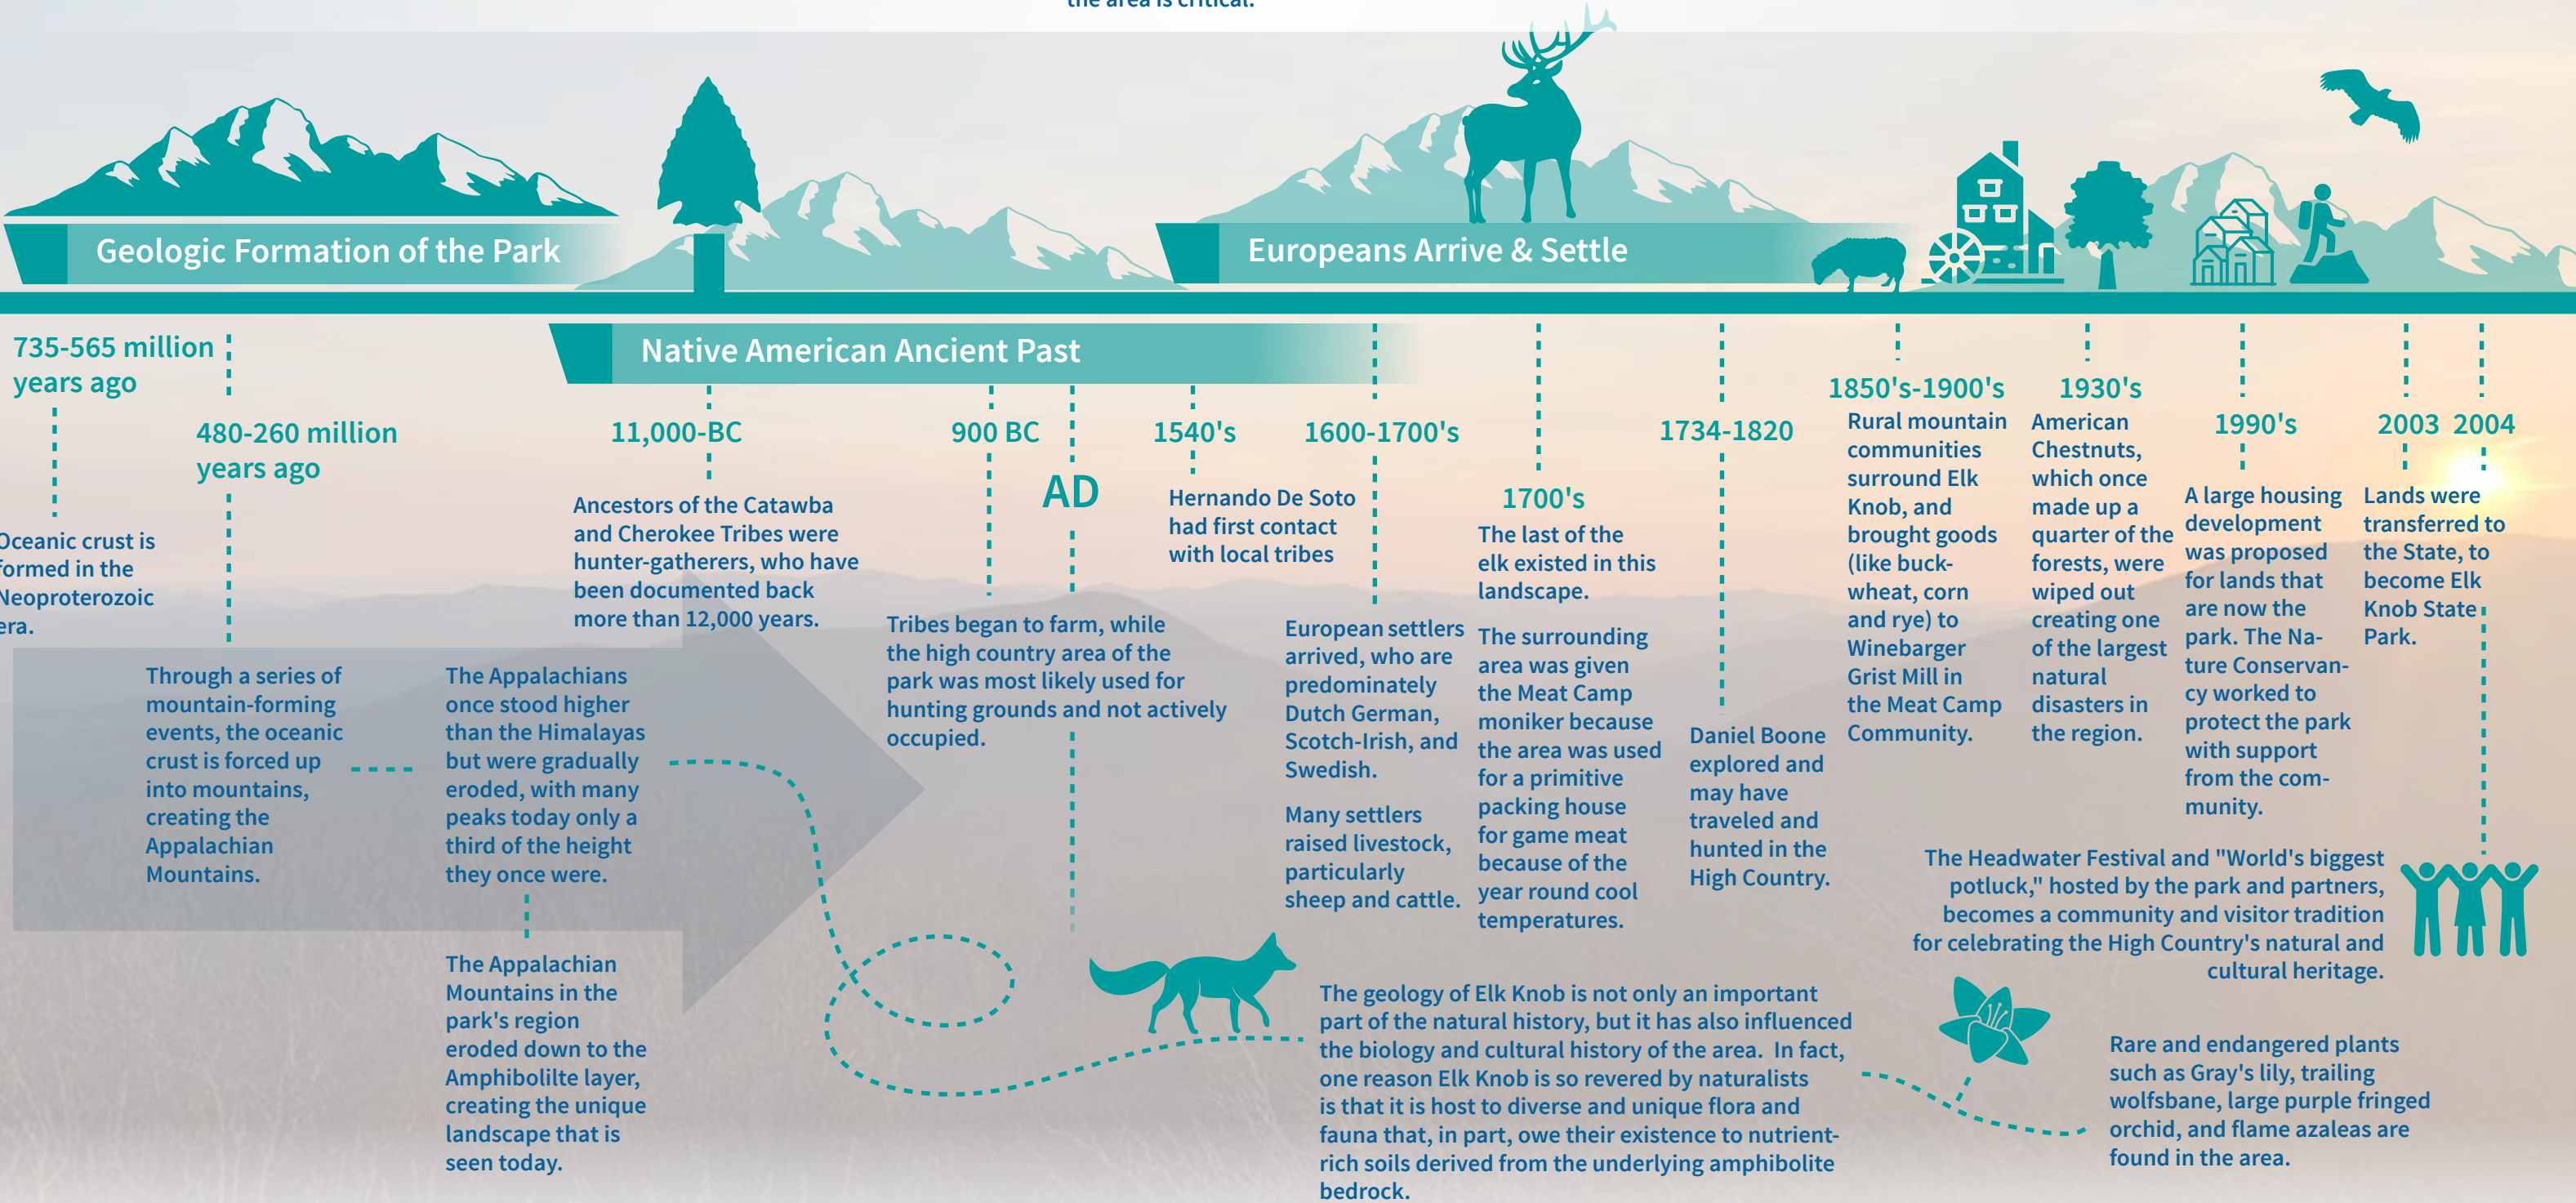 the area is critical.
Geologic Formation of the Park
Europeans Arrive & Settle
Native American Ancient Past
735-565 million
years ago
Oceanic crust is
formed in the
Neoproterozoic
era.
480-260 million
years ago
Through a series of
mountain-forming
events, the oceanic
crust is forced up
into mountains,
creating the
Appalachian
Mountains.
The Appalachians
once stood higher
than the Himalayas
but were gradually
eroded, with many
peaks today only a
third of the height
they once were.
The Appalachian
Mountains in the
park's region
eroded down to the
Amphibolilte layer,
creating the unique
landscape that is
seen today.
11,000-BC
Ancestors of the Catawba
and Cherokee Tribes were
hunter-gatherers, who have
been documented back
more than 12,000 years.
900 BC
Tribes began to farm, while
the high country area of the
park was most likely used for
hunting grounds and not actively
occupied.
AD
1540's
Hernando De Soto
had first contact
with local tribes
1600-1700's
European settlers
arrived, who are
predominately
Dutch German,
Scotch-Irish, and
Swedish.
Many settlers
raised livestock,
particularly
sheep and cattle.
1700's
The last of the
elk existed in this
landscape.
The surrounding
area was given
the Meat Camp
moniker because
the area was used
for a primitive
packing house
for game meat
because of the
year round cool
temperatures.
1734-1820
Daniel Boone
explored and
may have
traveled and
hunted in the
High Country.
1850's-1900's
Rural mountain
communities
surround Elk
Knob, and
brought goods
(like buck-
wheat, corn
and rye) to
Winebarger
Grist Mill in
the Meat Camp
Community.
1930's
American
Chestnuts,
which once
made up a
quarter of the
forests, were
wiped out
creating one
of the largest
natural
disasters in
the region.
1990's
A large housing
development
was proposed
for lands that
are now the
park. The Na-
ture Conservan-
cy worked to
protect the park
with support
from the com-
munity.
2003
Lands were
transferred to
the State, to
become Elk
Knob State
Park.
2004
The Headwater Festival and "World's biggest
potluck," hosted by the park and partners,
becomes a community and visitor tradition
for celebrating the High Country's natural and
cultural heritage.
The geology of Elk Knob is not only an important
part of the natural history, but it has also influenced
the biology and cultural history of the area.  In fact,
one reason Elk Knob is so revered by naturalists
is that it is host to diverse and unique flora and
fauna that, in part, owe their existence to nutrient-
rich soils derived from the underlying amphibolite
bedrock.
Rare and endangered plants
such as Gray's lily, trailing
wolfsbane, large purple fringed
orchid, and flame azaleas are
found in the area.